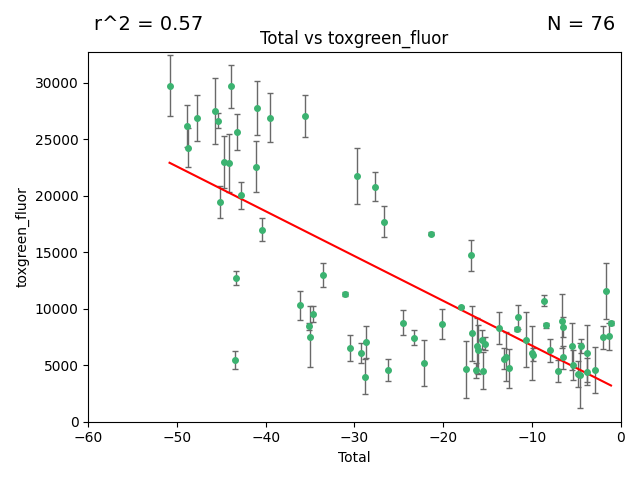 r^2 = 0.57
N = 76
Total vs toxgreen_fluor
30000
25000
20000
15000
10000
5000
0
toxgreen_fluor
−60
−50
−40
−30
−20
−10
0
Total